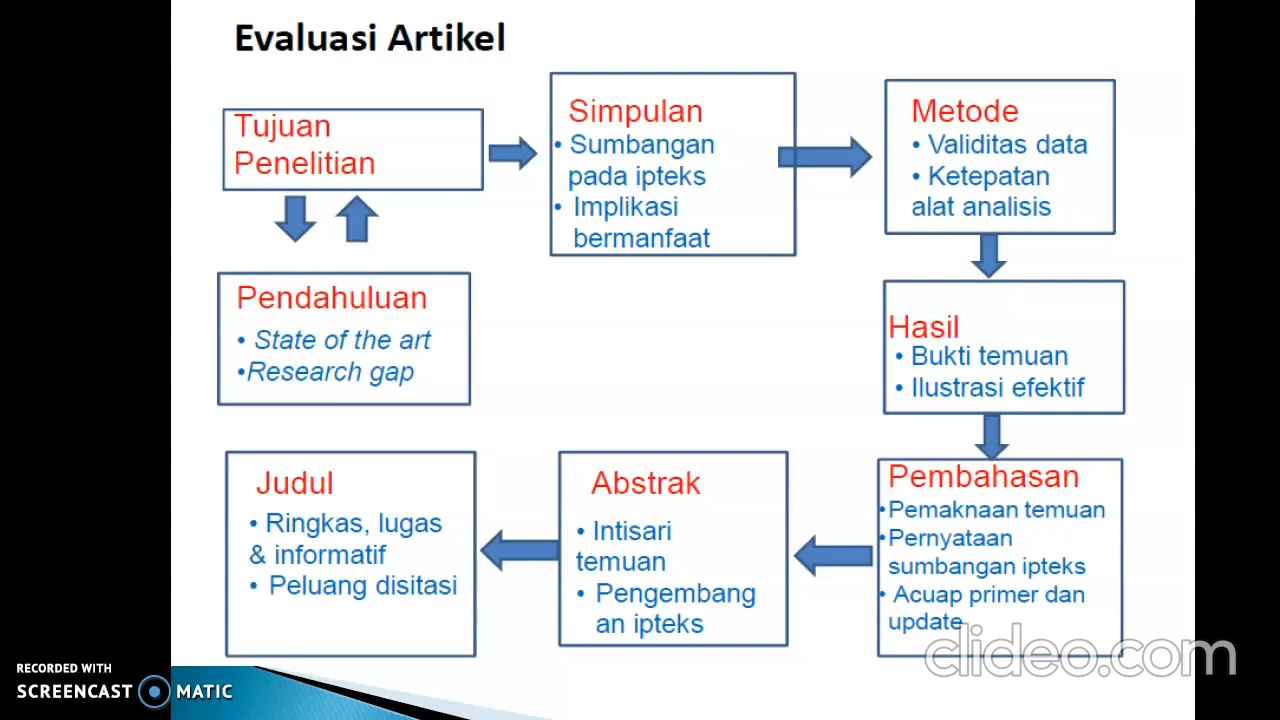 Evaluasi Artikel
Tujuan
Penelitian
Simpulan
• Sumbangan
pada ipteks
• Implikasi
bermanfaat
Metode
• Validitas data
• Ketepatan
alat analisis
Pendahuluan
• State of the art
•Research gap
Hasil
• Bukti temuan
• Ilustrasi efektif
Judul
• Ringkas, lugas
& informatif
• Peluang disitasi
Abstrak
• Intisari
temuan
• Pengembang
an ipteks
Pembahasan
•Pemaknaan temuan
•Pernyataan
sumbangan ipteks
• Acuap primer dan
update
clideo.com
RECORDED WITH
SCREENCAST MATIC